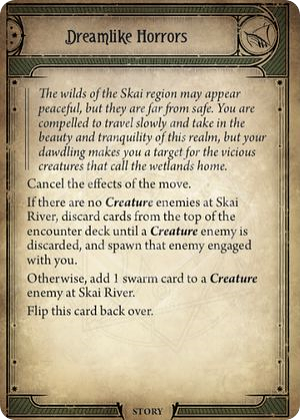 Dreamlike Horrors
The wilds of the Skai region may appear
peaceful, but they are far from safe. You are
compelled to travel slowly and take in the
beauty and tranquility of this realm, but your
dawdling makes you a target for the vicious
creatures that call the wetlands home.
Cancel the effects of the move.
If there are no Creature enemies at Skai
River, discard cards from the top of the
encounter deck until a Creature enemy is
discarded, and spawn that enemy engaged
with you.
Otherwise, add 1 swarm card to a Creature
enemy at Skai River.
Flip this card back over.
STORY